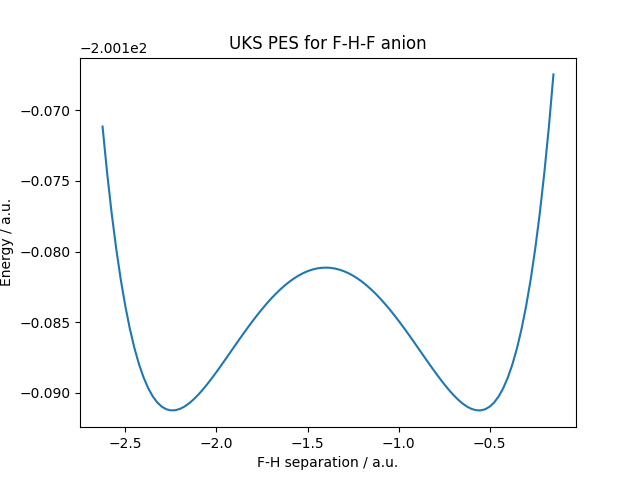 UKS PES for F-H-F anion
−2.001e2
−0.070
−0.075
−0.080
−0.085
−0.090
Energy / a.u.
−2.5
−2.0
−1.5
−1.0
−0.5
F-H separation / a.u.